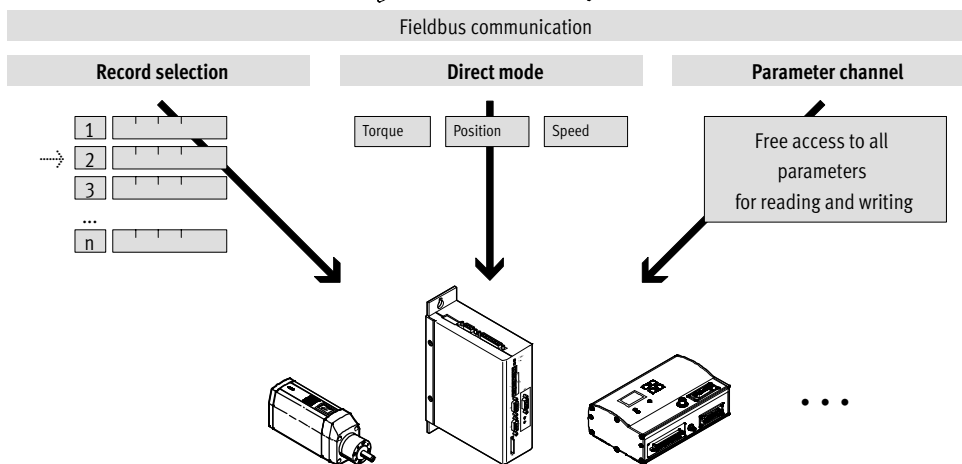 Fieldbus communication
Record selection
Direct mode
Parameter channel
1
2
3
...
n
Torque
Position
Speed
Free access to all
parameters
for reading and writing